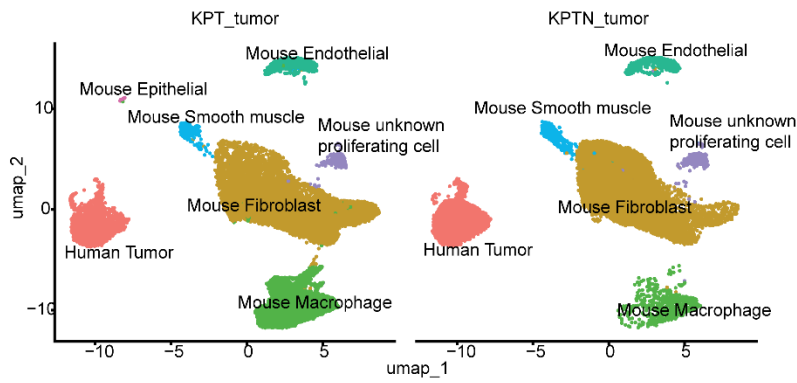 KPT_tumor
KPTN_tumor
Mouse Endothelial
Mouse Endothelial
Mouse Epithelial
Mouse Smooth muscle
Mouse Smooth muscle
Mouse unknown
proliferating cell
Mouse unknown
proliferating cell
Mouse Fibroblast
Mouse Fibroblast
Human Tumor
Human Tumor
Mouse Macrophage
Mouse Macrophage
umap_2
10
0
−10
−10
−5
0
5
−10
−5
0
5
umap_1